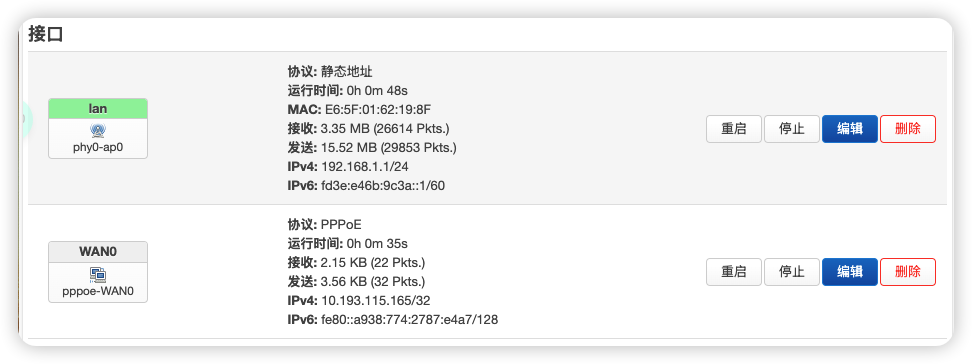 接口
lan
phy0-ap0
协议: 静态地址
运行时间: 0h 0m 48s
MAC: E6:5F:01:62:19:8F
接收: 3.35 MB (26614 Pkts.)
发送: 15.52 MB (29853 Pkts.)
IPv4: 192.168.1.1/24
IPv6: fd3e:e46b:9c3a::1/60
重启 停止 编辑 删除
WAN0
pppoe-WAN0
协议: PPPoE
运行时间: 0h 0m 35s
接收: 2.15 KB (22 Pkts.)
发送: 3.56 KB (32 Pkts.)
IPv4: 10.193.115.165/32
IPv6: fe80::a938:774:2787:e4a7/128
重启 停止 编辑 删除